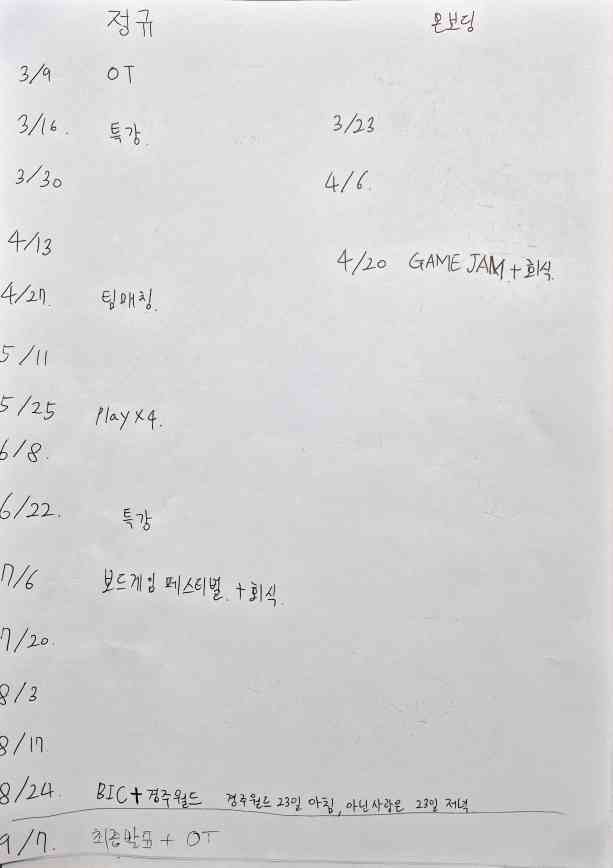 정규 온보딩
3/9 OT
3/16. 특강 3/23
3/30 4/6.
4/13 4/20 GAME JAM. + 회식
4/27. 팀매칭.
5/11
5/25 Play x 4.
6/8.
6/22. 특강
7/6 보드게임 페스티벌. + 회식.
7/20.
8/3
8/17
8/24. BIC + 경주월드 경주월드 23일 아침, 아닌사람은 23일 저녁
9/7. 최종발표 + OT